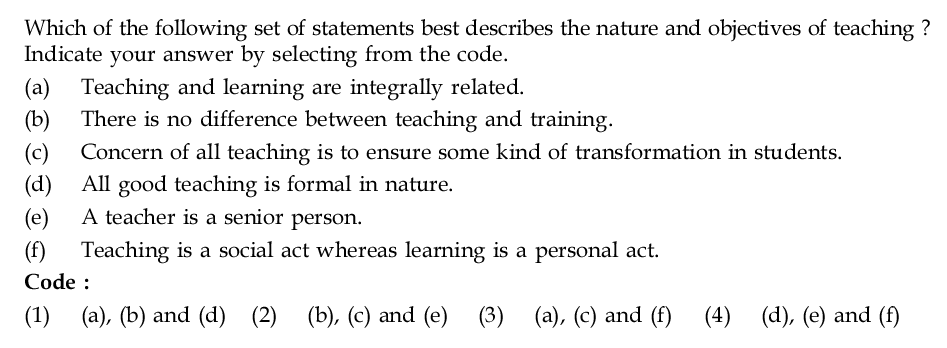 Which of the following set of statements best describes the nature and objectives of teaching ?
Indicate your answer by selecting from the code.
(a) Teaching and learning are integrally related.
(b) There is no difference between teaching and training.
(c) Concern of all teaching is to ensure some kind of transformation in students.
(d) All good teaching is formal in nature.
(e) A teacher is a senior person.
(f) Teaching is a social act whereas learning is a personal act.
Code :
(1) (a), (b) and (d) (2) (b), (c) and (e) (3) (a), (c) and (f) (4) (d), (e) and (f)